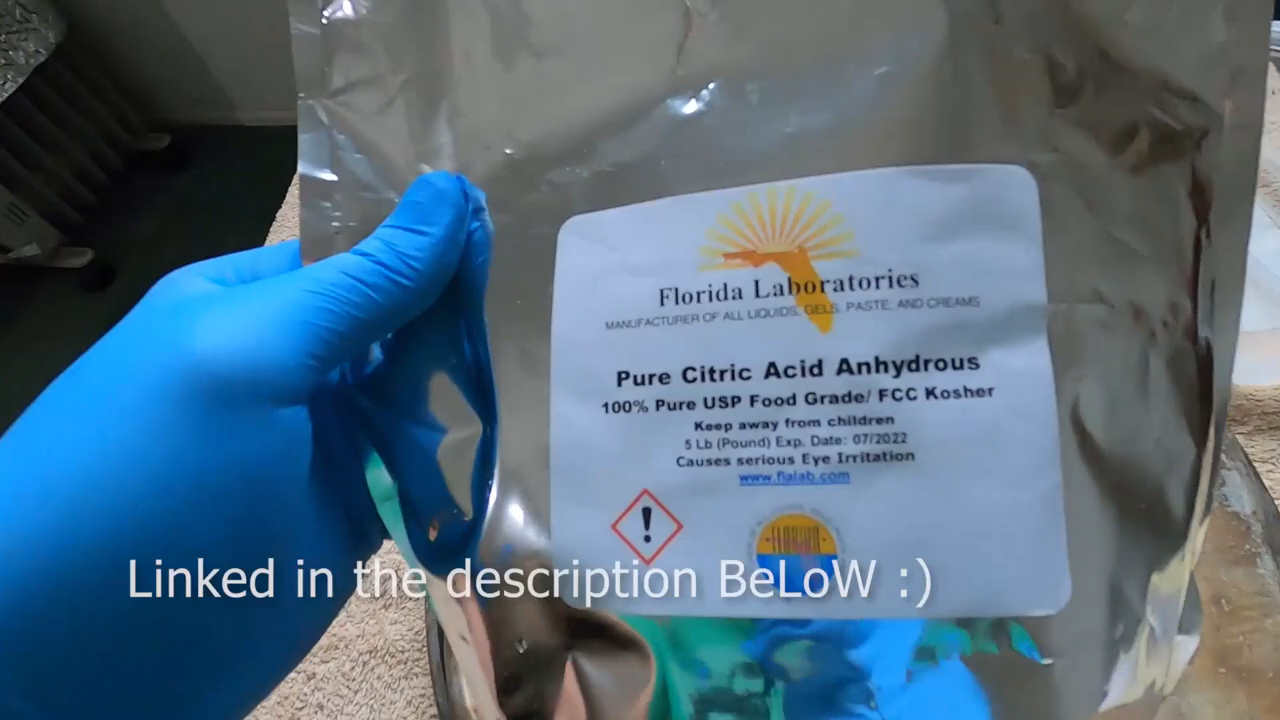 Florida Laboratories
MANUFACTURER OF ALL LIQUIDS, GELS, PASTE, AND CREAMS
Pure Citric Acid Anhydrous
100% Pure USP Food Grade/ FCC Kosher
Keep away from children
5 Lb (Pound) Exp. Date: 07/2022
Causes serious Eye Irritation
www.flalab.com
!
FLORIDA
Linked in the description BeLoW :)